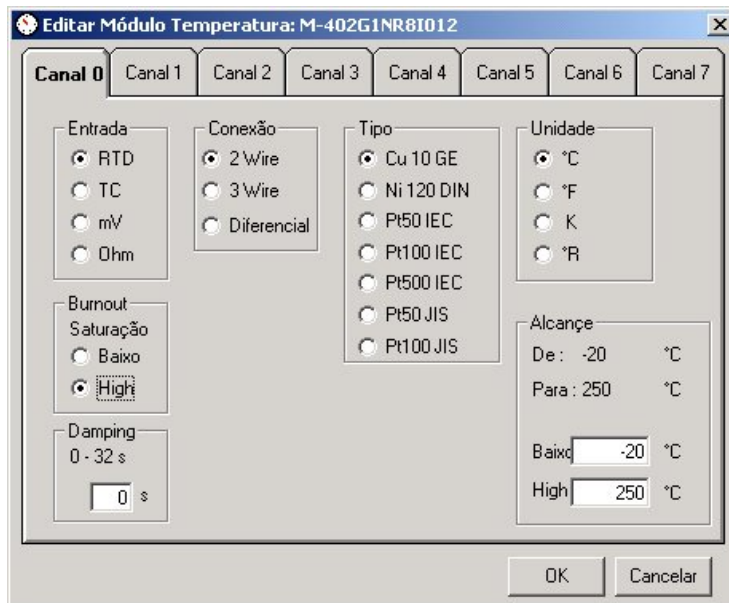 Editar Módulo Temperatura: M-402G1NR8I012
Canal 0 Canal 1 Canal 2 Canal 3 Canal 4 Canal 5 Canal 6 Canal 7
Entrada
RTD
TC
mV
Ohm
Conexão
2 Wire
3 Wire
Diferencial
Tipo
Cu 10 GE
Ni 120 DIN
Pt50 IEC
Pt100 IEC
Pt500 IEC
Pt50 JIS
Pt100 JIS
Unidade
°C
°F
K
°R
Burnout
Saturação
Baixo
High
Damping
0 - 32 s
0 s
Alcançe
De : -20 °C
Para : 250 °C
Baixo -20 °C
High 250 °C
OK Cancelar